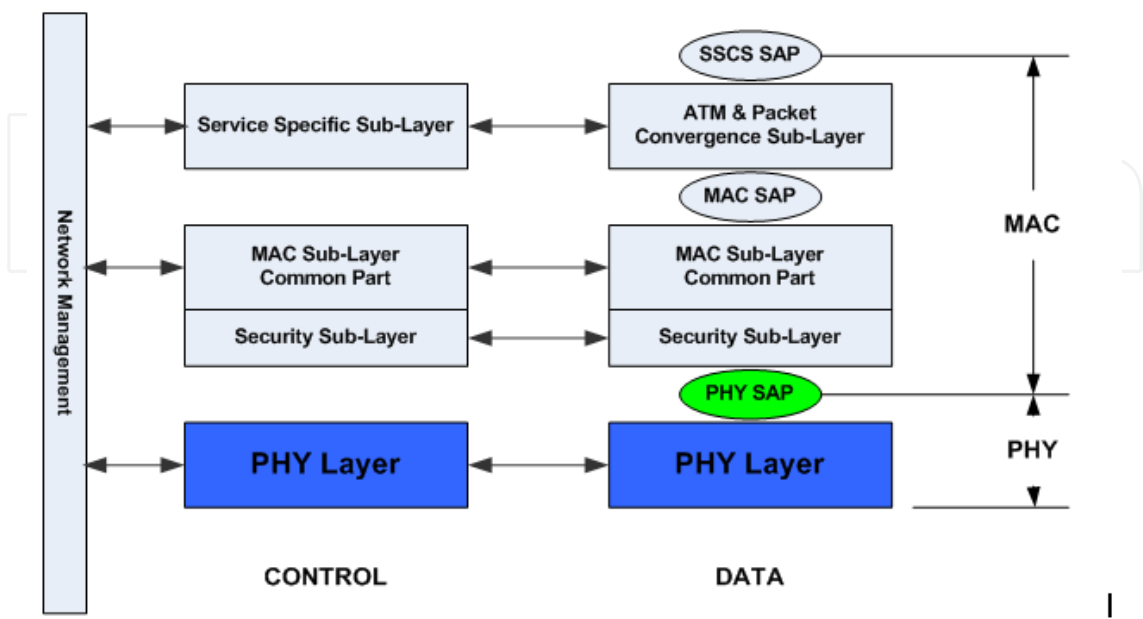 SSCS SAP
Service Specific Sub-Layer
ATM & Packet
Convergence Sub-Layer
MAC SAP
MAC
Network Management
MAC Sub-Layer
Common Part
MAC Sub-Layer
Common Part
Security Sub-Layer
Security Sub-Layer
PHY SAP
PHY Layer
PHY Layer
PHY
CONTROL
DATA